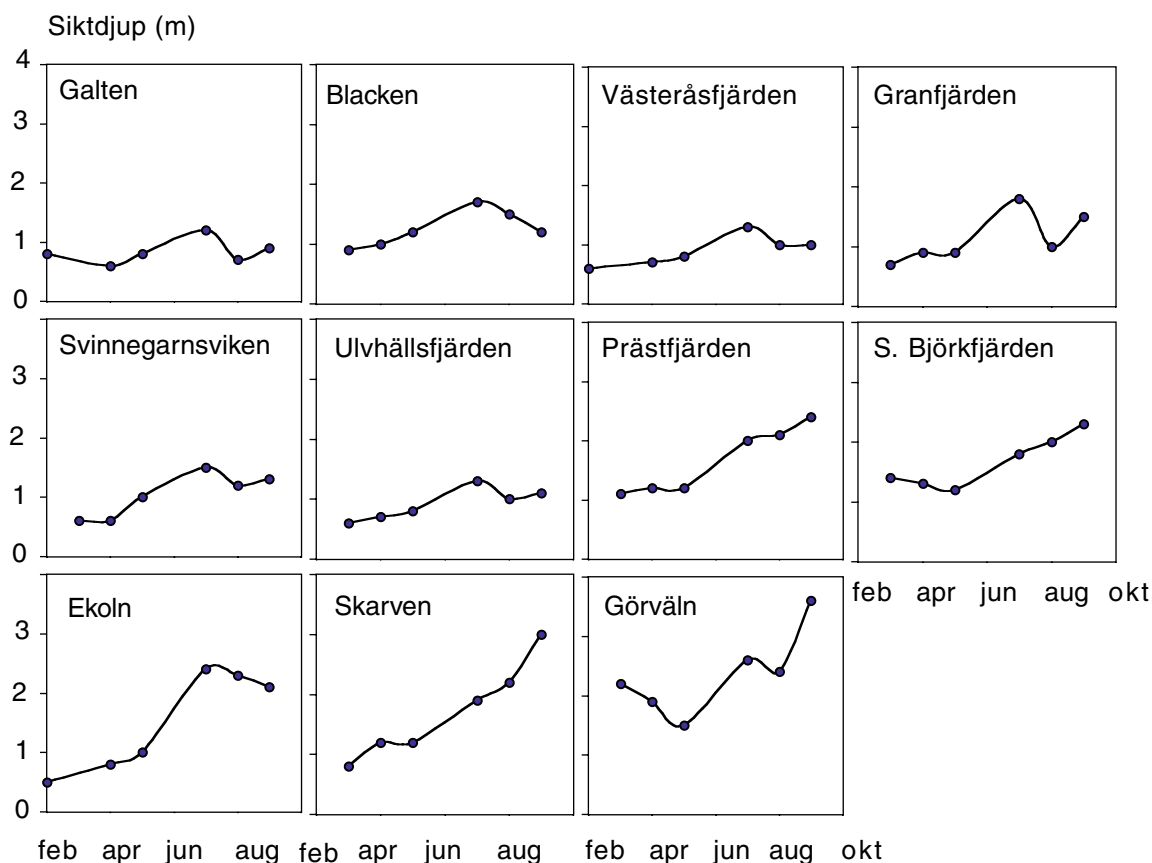 Siktdjup (m)
4
Galten Blacken Västeråsfjärden Granfjärden
3
2
1
0
Svinnegarnsviken Ulvhällsfjärden Prästfjärden S. Björkfjärden
3
2
1
0
feb apr jun aug okt
Ekoln Skarven Görväln
3
2
1
0
feb apr jun aug feb apr jun aug feb apr jun aug okt